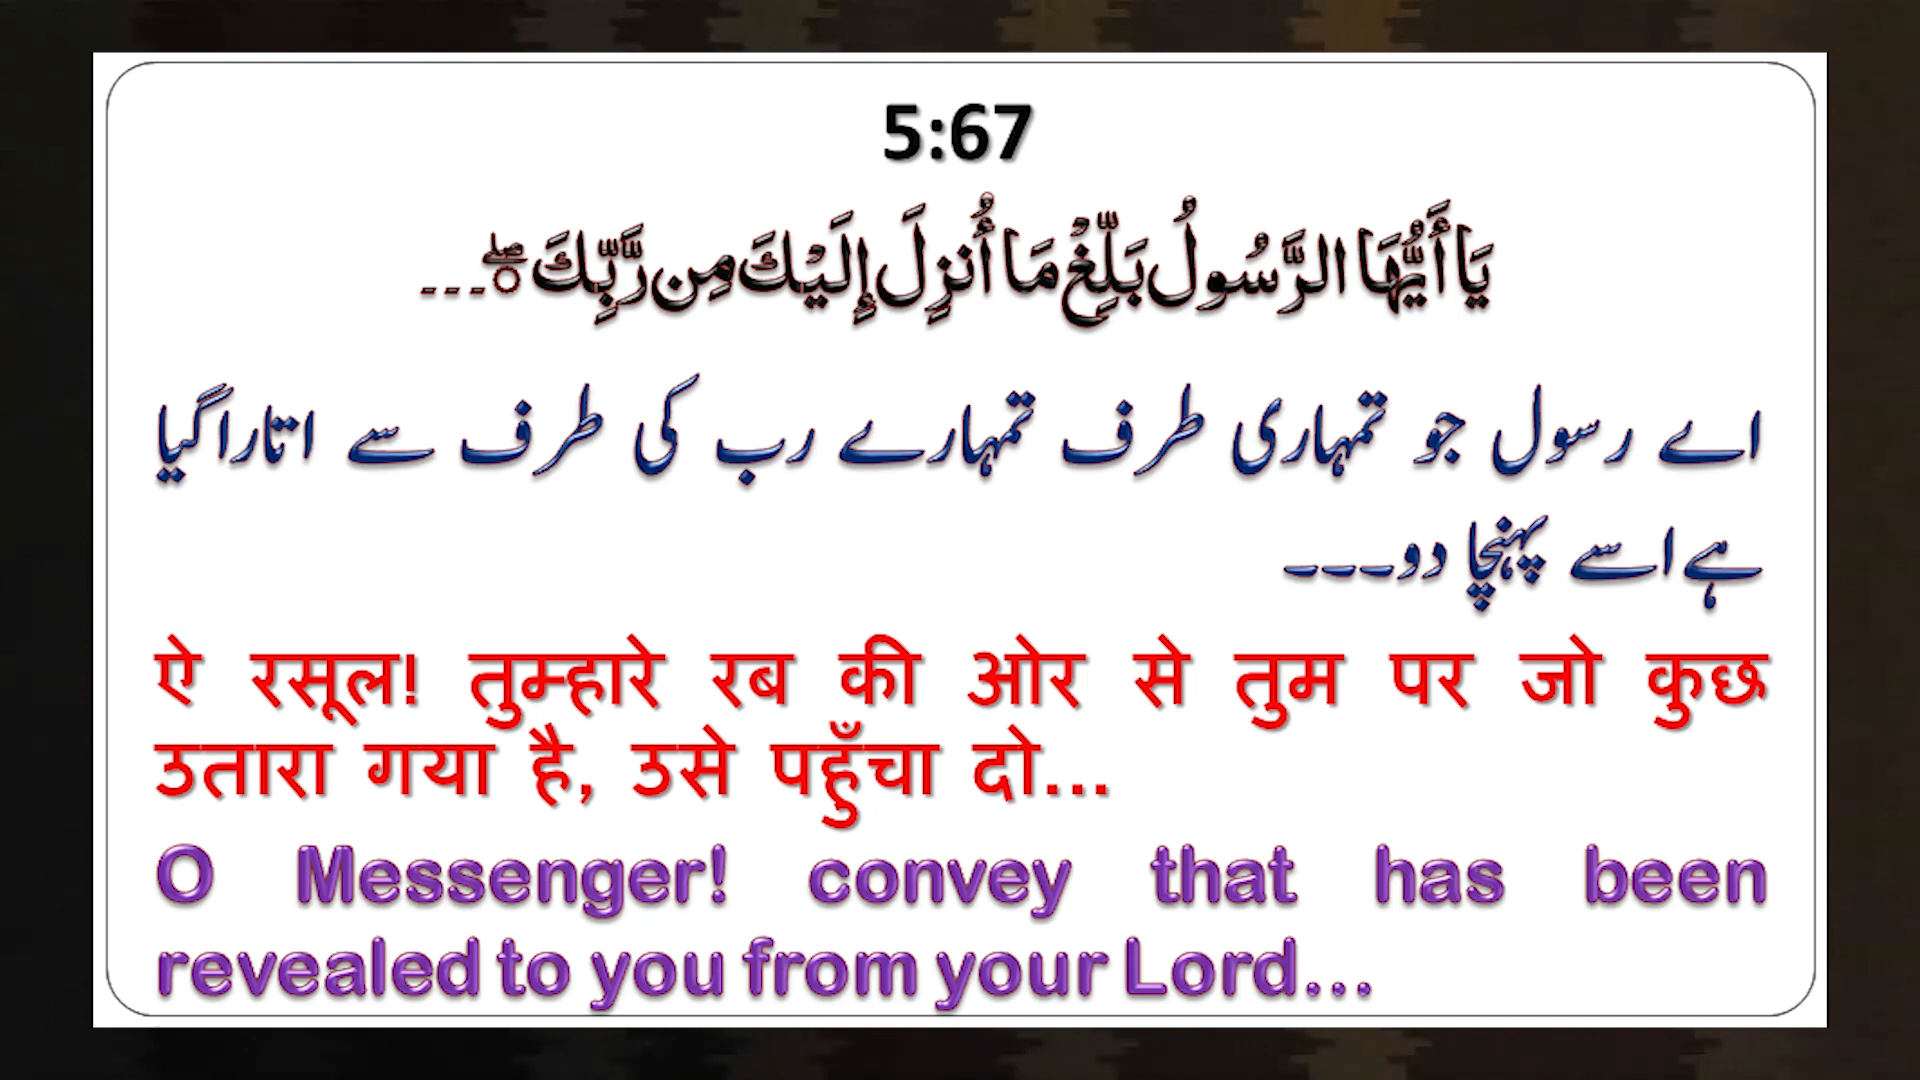 5:67
يَا أَيُّهَا الرَّسُولُ بَلِّغْ مَا أُنزِلَ إِلَيْكَ مِن رَّبِّكَ ۖ ---
اے رسول جو تمہاری طرف تمہارے رب کی طرف سے اتارا گیا
ہے اسے پہنچا دو---
ऐ रसूल! तुम्हारे रब की ओर से तुम पर जो कुछ
उतारा गया है, उसे पहुँचा दो...
O Messenger! convey that has been
revealed to you from your Lord...